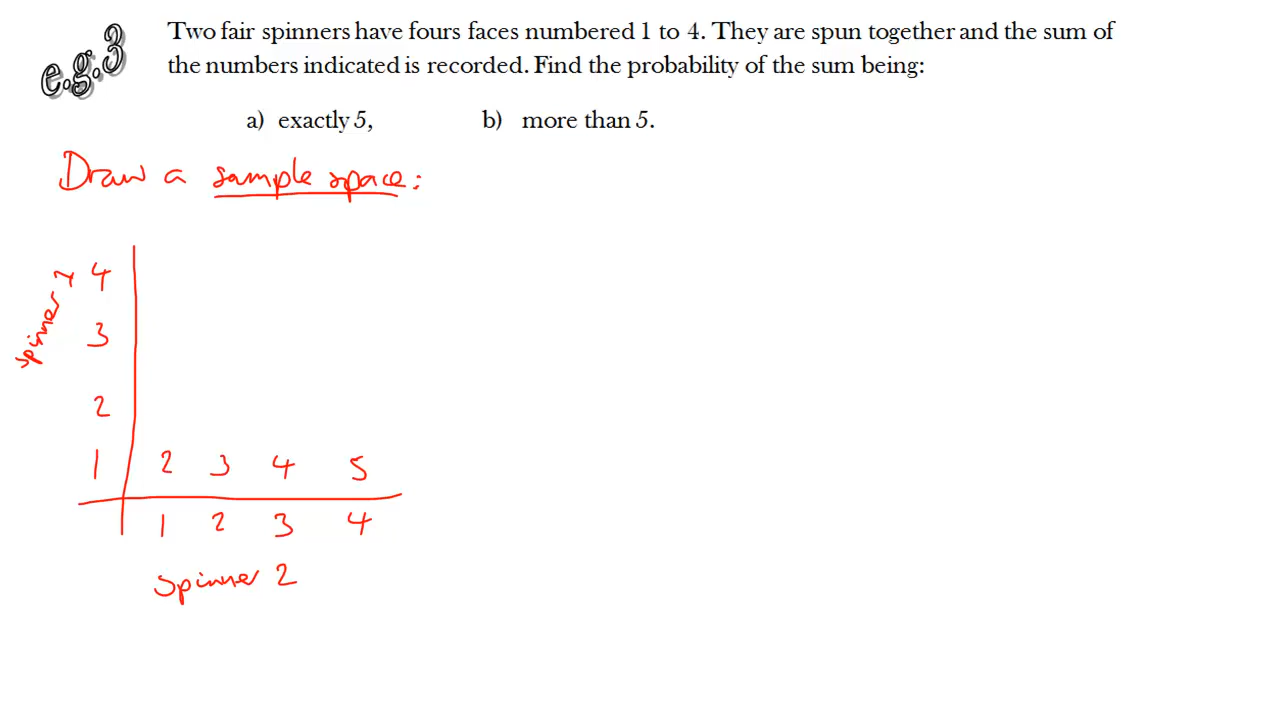 e.g.3
Two fair spinners have fours faces numbered 1 to 4. They are spun together and the sum of
the numbers indicated is recorded. Find the probability of the sum being:
a) exactly 5, b) more than 5.
Draw a sample space:
4
3
2
1 2 3 4 5
1 2 3 4
spinner
Spinner 2